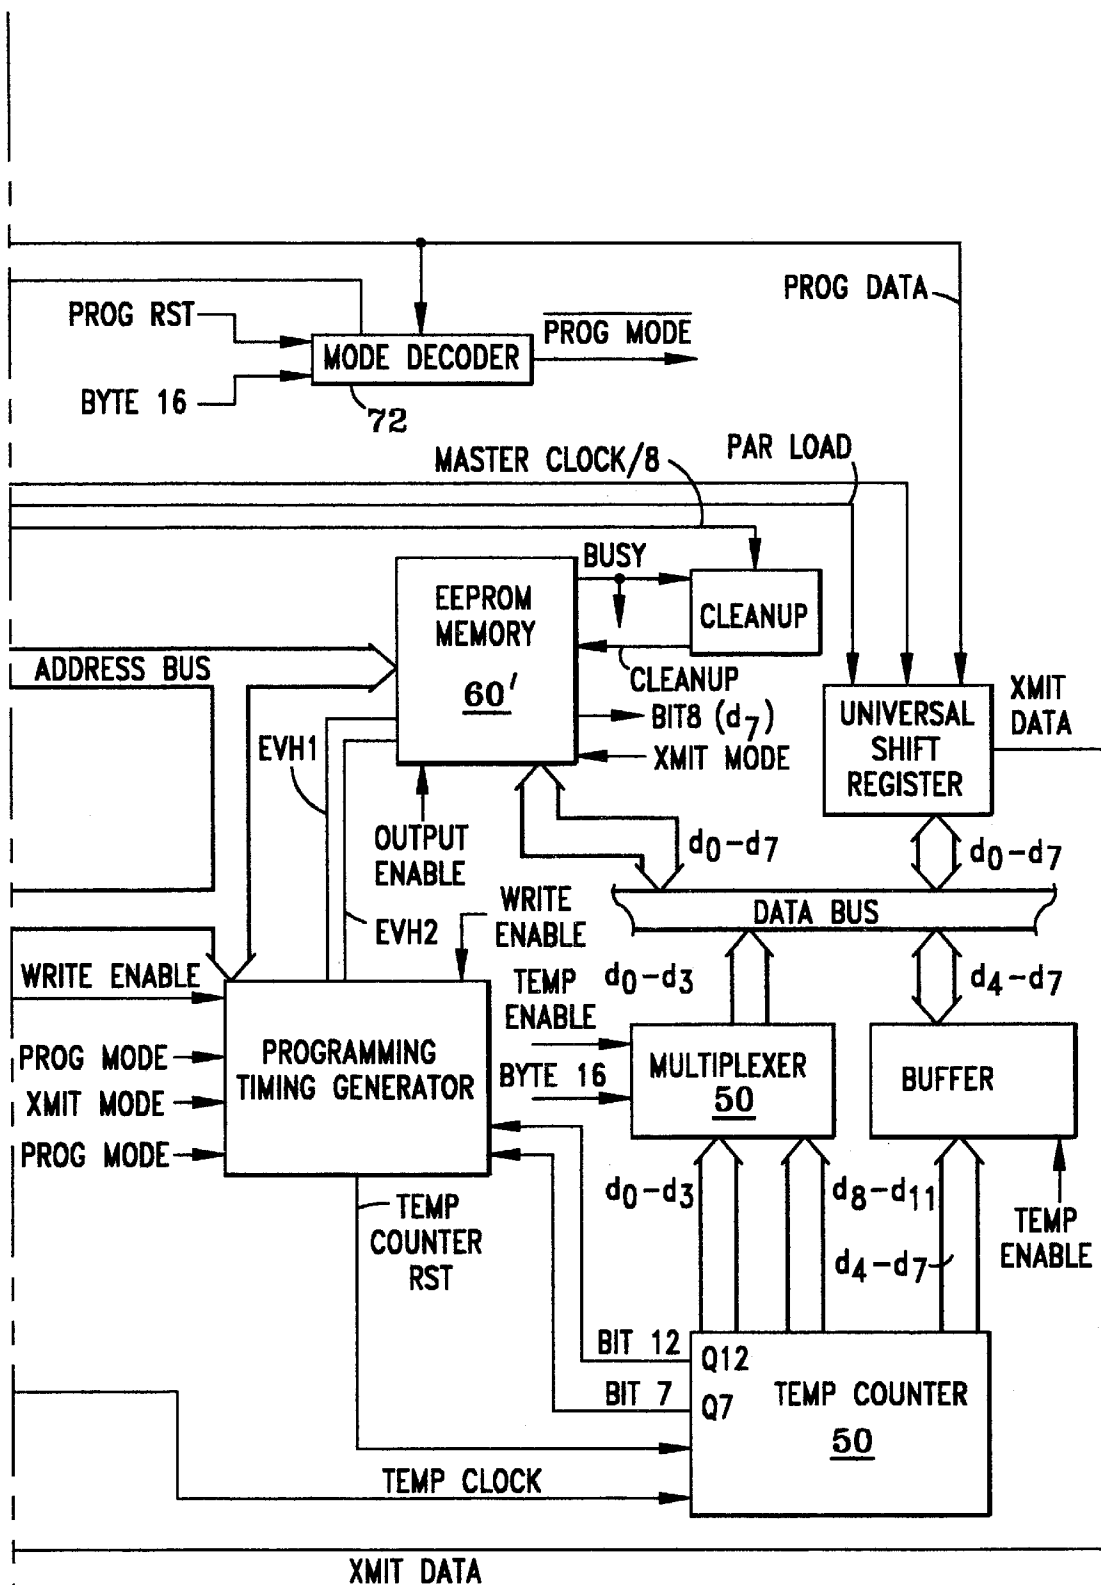 PROG DATA
PROG RST
PROG MODE
MODE DECODER
BYTE 16
72
PAR LOAD
MASTER CLOCK/8
BUSY
EEPROM
MEMORY
60'
CLEANUP
ADDRESS BUS
CLEANUP
BIT8 (d7)
XMIT MODE
UNIVERSAL
SHIFT
REGISTER
XMIT
DATA
EVH1
OUTPUT
ENABLE
d0-d7
d0-d7
DATA BUS
EVH2
WRITE
ENABLE
WRITE ENABLE
TEMP
ENABLE
d0-d3
d4-d7
PROG MODE
XMIT MODE
PROG MODE
PROGRAMMING
TIMING GENERATOR
BYTE 16
MULTIPLEXER
50
BUFFER
d0-d3
d8-d11
d4-d7
TEMP
ENABLE
TEMP
COUNTER
RST
BIT 12
Q12
BIT 7
Q7
TEMP COUNTER
50
TEMP CLOCK
XMIT DATA